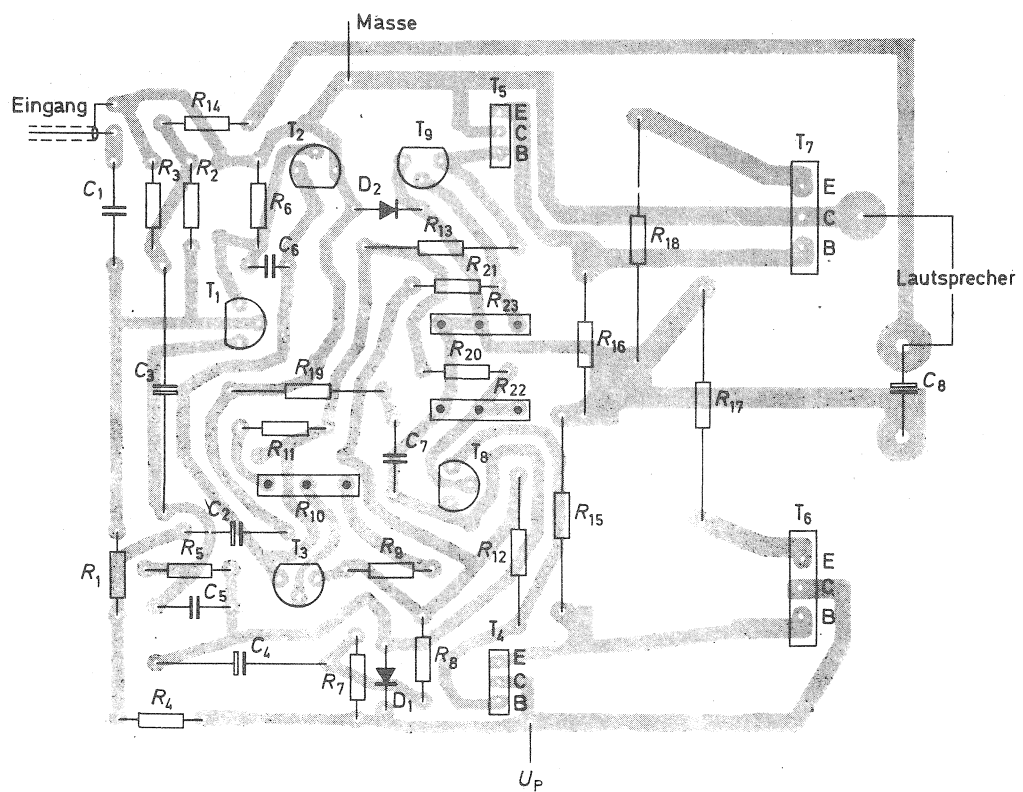 Masse
Eingang
R14
T5
E
C
B
T2
T9
T7
E
C
B
C1
R3
R2
R6
D2
R13
R18
C6
R21
Lautsprecher
T1
R23
R16
R20
C3
R19
R22
R17
C8
R11
C7
T8
R10
C2
R15
T6
E
C
B
R1
R5
T3
R9
R12
C5
C4
R7
D1
R8
T4
E
C
B
R4
UP